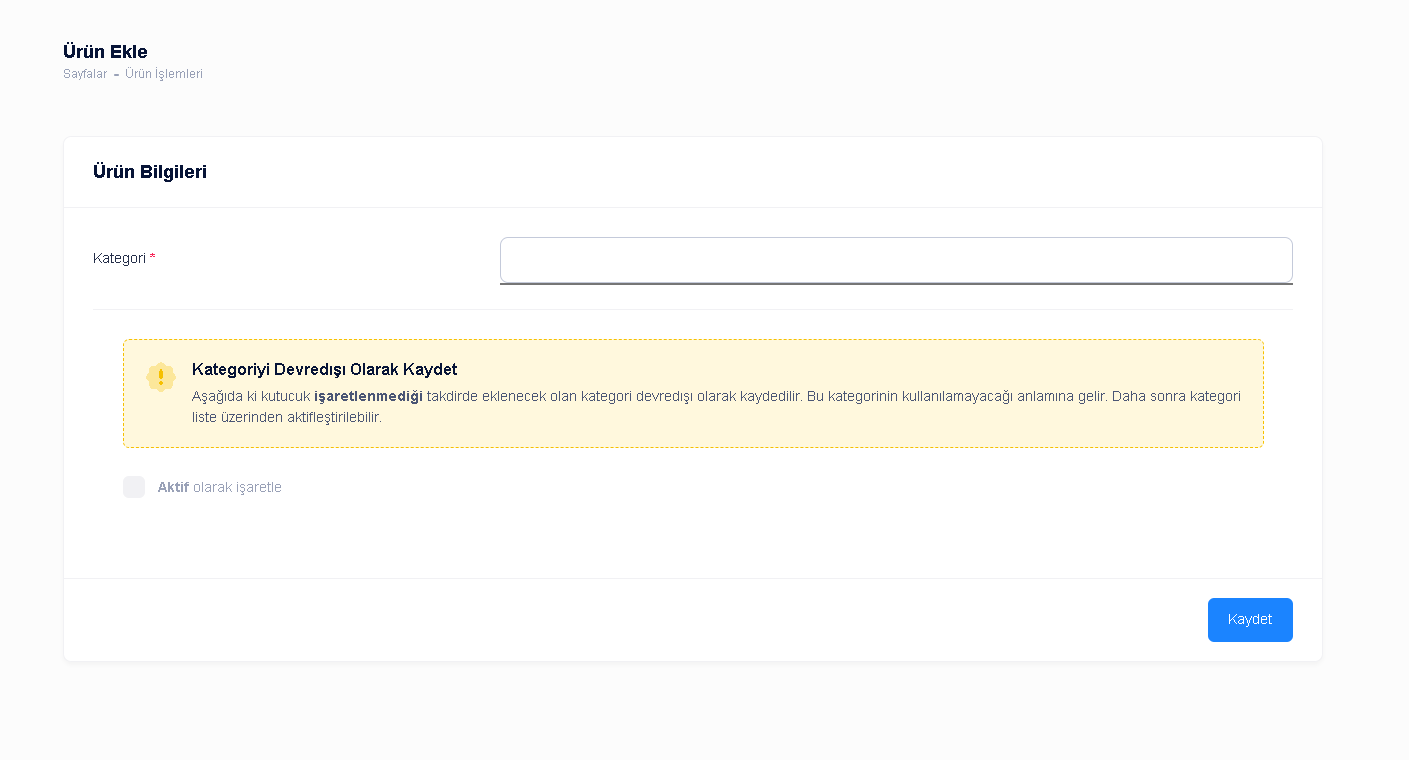 Ürün Ekle
Sayfalar - Ürün İşlemleri
Ürün Bilgileri
Kategori *
Kategoriyi Devredışı Olarak Kaydet
Aşağıda ki kutucuk işaretlenmediği takdirde eklenecek olan kategori devredışı olarak kaydedilir. Bu kategorinin kullanılamayacağı anlamına gelir. Daha sonra kategori
liste üzerinden aktifleştirilebilir.
Aktif olarak işaretle
Kaydet